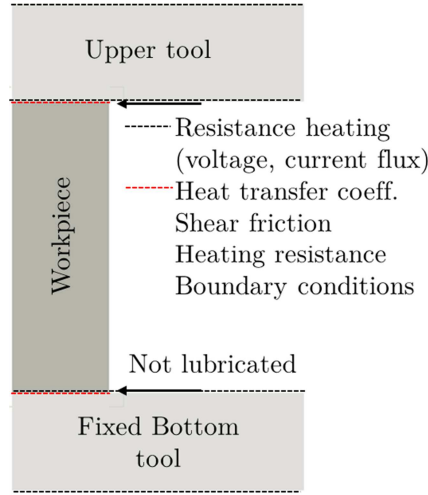 Upper tool
Resistance heating
(voltage, current flux)
Heat transfer coeff.
Shear friction
Heating resistance
Boundary conditions
Workpiece
Not lubricated
Fixed Bottom
tool